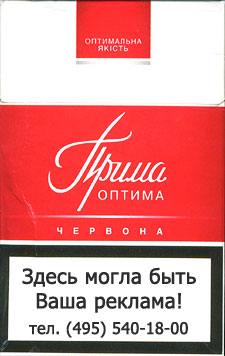 ОПТИМАЛЬНА
ЯКІСТЬ
Прима
ОПТИМА
ЧЕРВОНА
Здесь могла быть
Ваша реклама!
тел. (495) 540-18-00